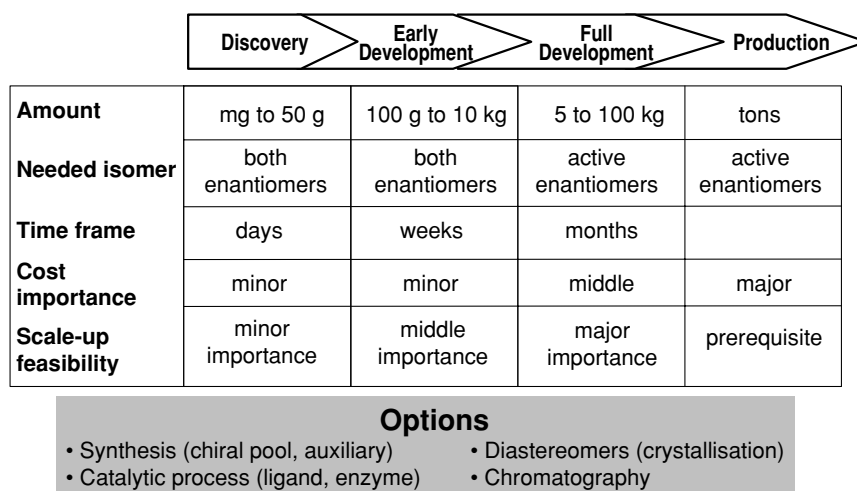 Discovery
Early
Development
Full
Development
Production
Amount
mg to 50 g
100 g to 10 kg
5 to 100 kg
tons
Needed isomer
both
enantiomers
both
enantiomers
active
enantiomers
active
enantiomers
Time frame
days
weeks
months
Cost
importance
minor
minor
middle
major
Scale-up
feasibility
minor
importance
middle
importance
major
importance
prerequisite
Options
• Synthesis (chiral pool, auxiliary)
• Catalytic process (ligand, enzyme)
• Diastereomers (crystallisation)
• Chromatography